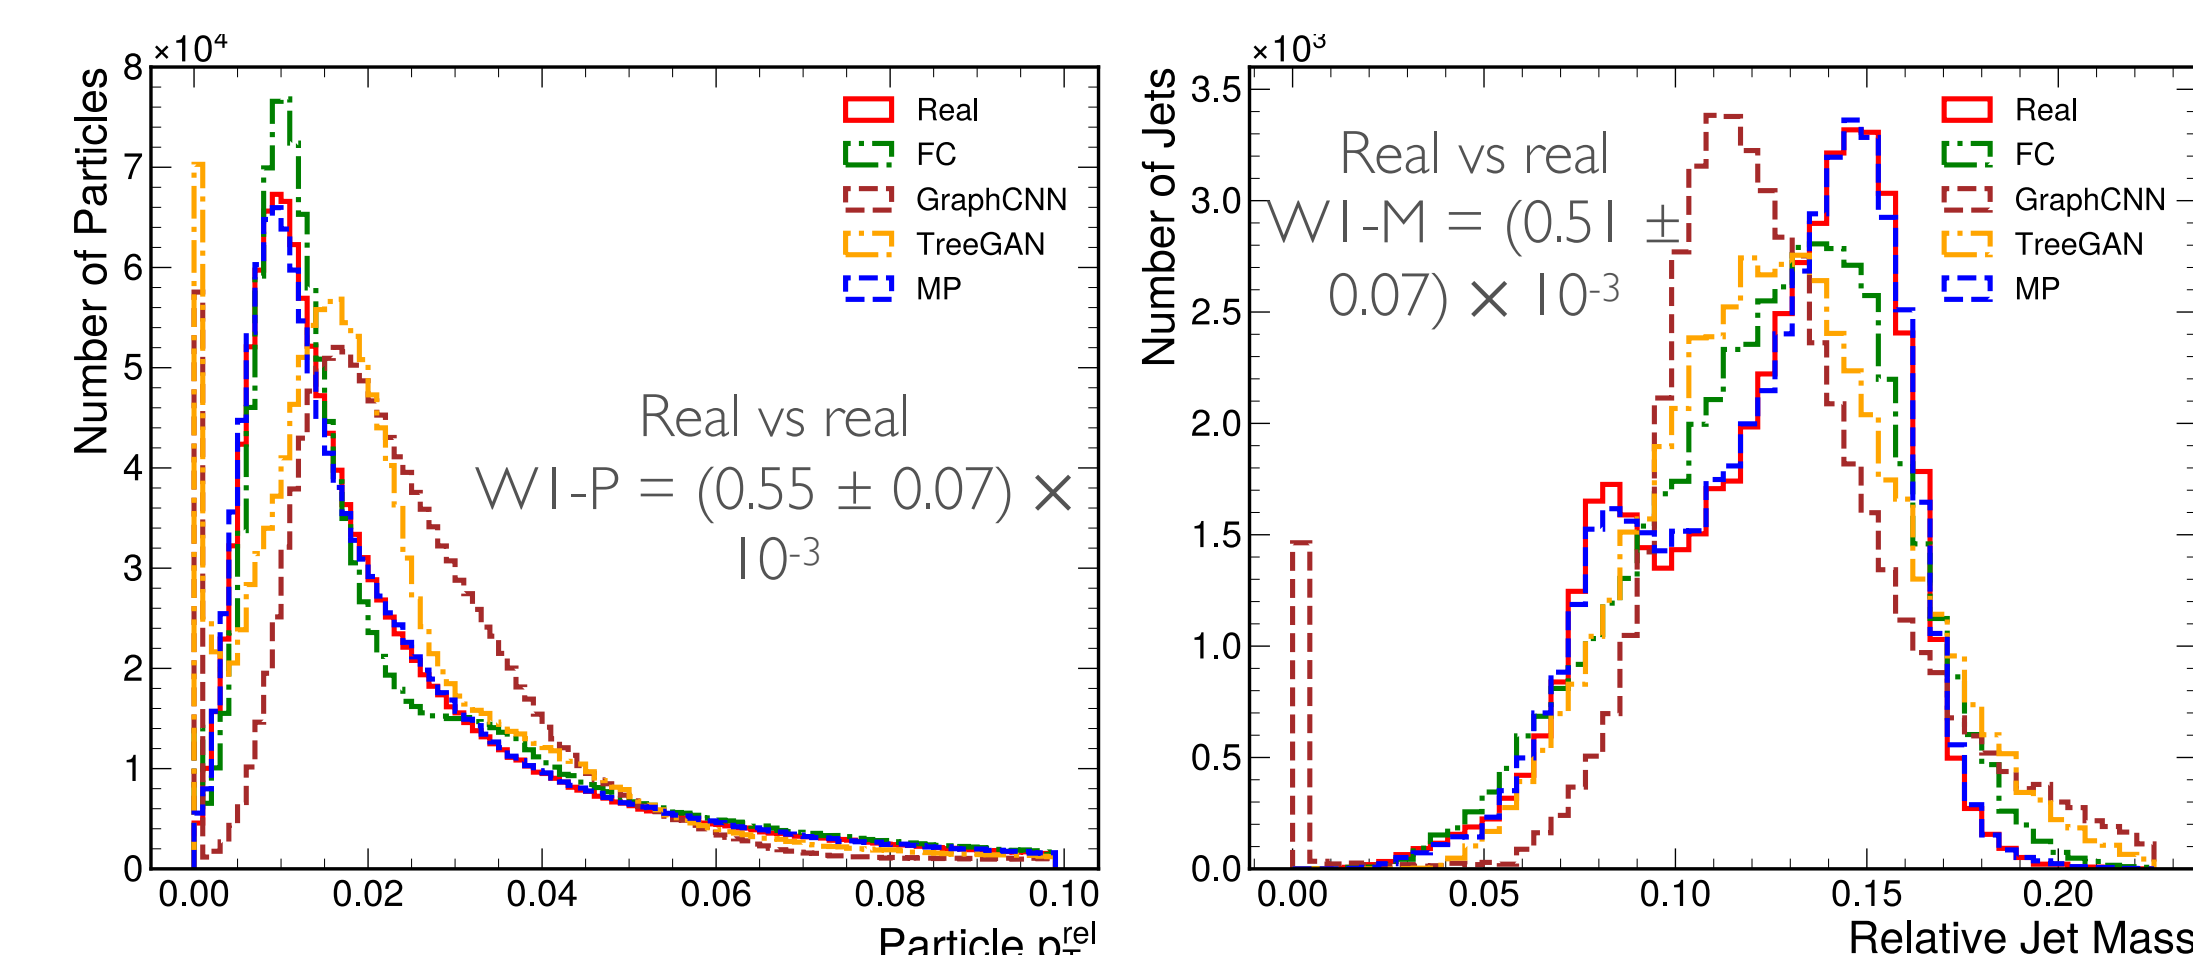 ×10⁴
Number of Particles
8
7
6
5
4
3
2
1
0
Real
FC
GraphCNN
TreeGAN
MP
Real vs real
W1-P = (0.55 ± 0.07) ×
10⁻³
0.00 0.02 0.04 0.06 0.08 0.10
Particle p_T^rel
×10³
Number of Jets
3.5
3.0
2.5
2.0
1.5
1.0
0.5
0.0
Real vs real
W1-M = (0.51 ±
0.07) × 10⁻³
Real
FC
GraphCNN
TreeGAN
MP
0.00 0.05 0.10 0.15 0.20
Relative Jet Mass